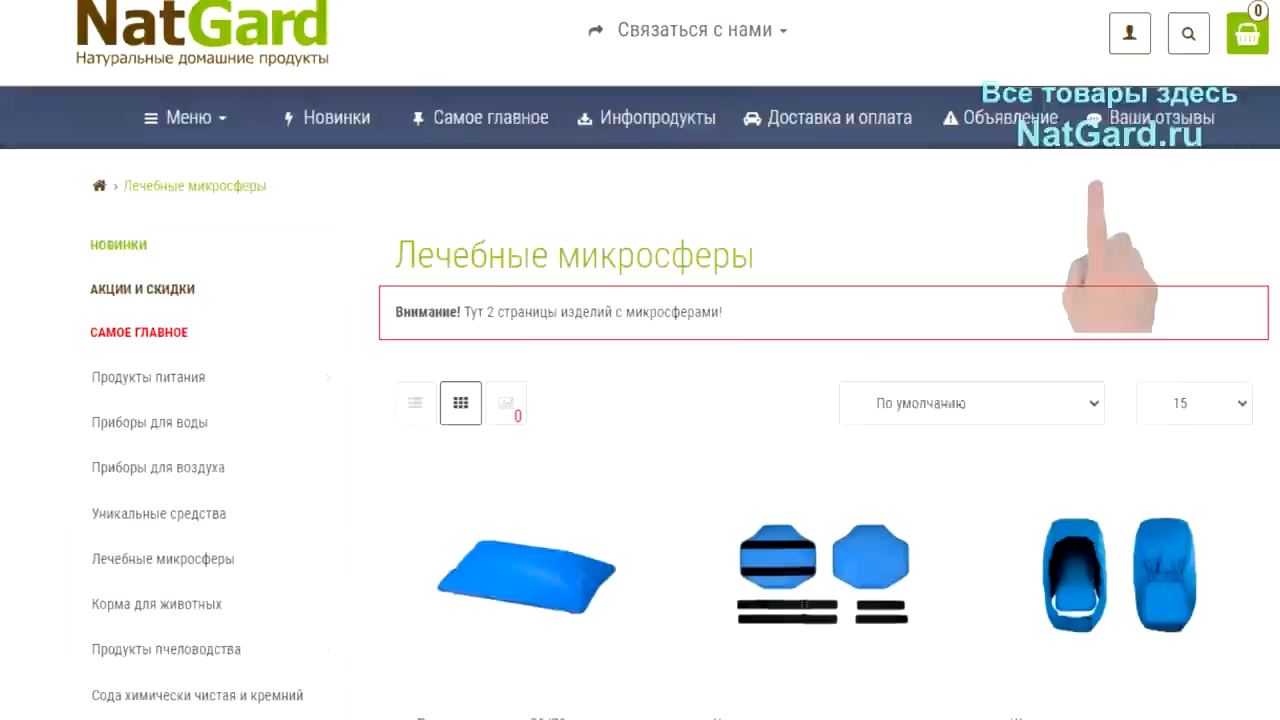 NatGard
Натуральные домашние продукты
Связаться с нами
0
Все товары здесь
NatGard.ru
Меню
Новинки
Самое главное
Инфопродукты
Доставка и оплата
Объявление
Ваши отзывы
Лечебные микросферы
НОВИНКИ
АКЦИИ И СКИДКИ
САМОЕ ГЛАВНОЕ
Продукты питания
Приборы для воды
Приборы для воздуха
Уникальные средства
Лечебные микросферы
Корма для животных
Продукты пчеловодства
Сода химически чистая и кремний
Лечебные микросферы
Внимание! Тут 2 страницы изделий с микросферами!
0
По умолчанию
15